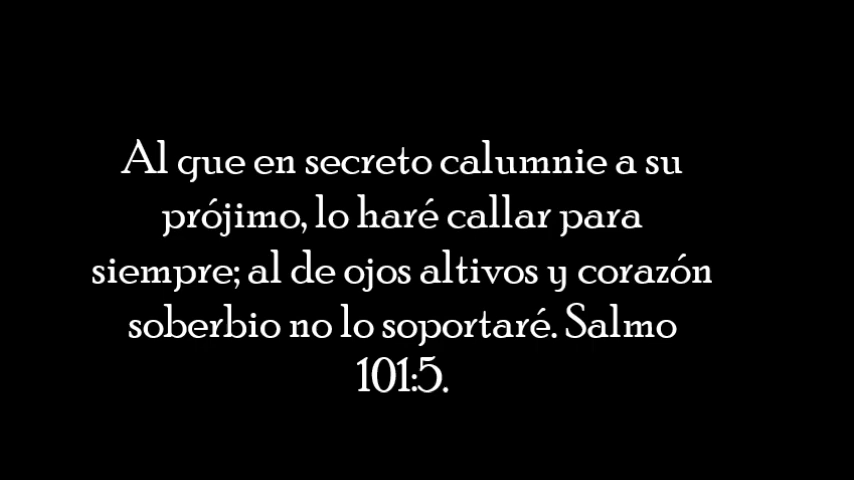 Al que en secreto calumnie a su
prójimo, lo haré callar para
siempre; al de ojos altivos y corazón
soberbio no lo soportaré. Salmo
101:5.